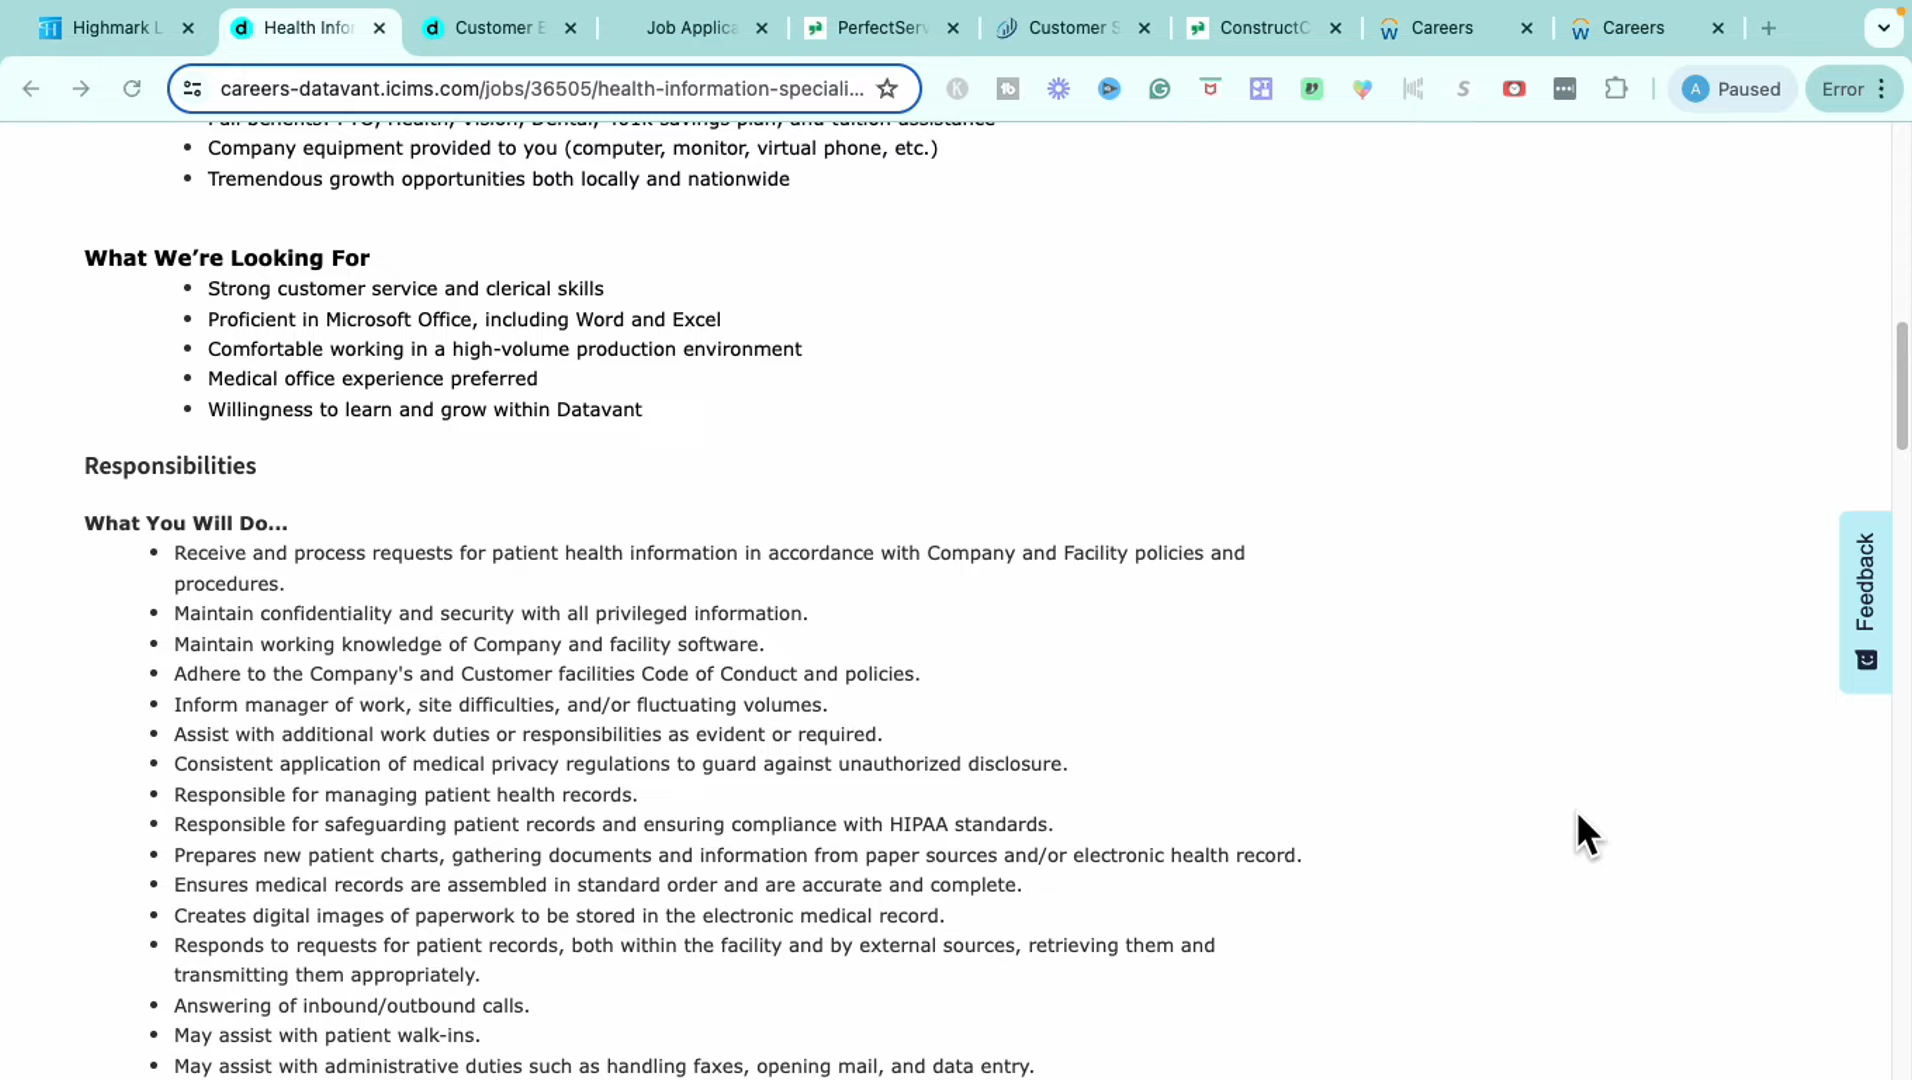 Highmark L
Health Infor
Customer E
Job Applica
PerfectServ
Customer S
ConstructC
Careers
Careers
careers-datavant.icims.com/jobs/36505/health-information-speciali...
A Paused
Error
Full benefits: PTO, Health, Vision, Dental, 401k savings plan, and tuition assistance
• Company equipment provided to you (computer, monitor, virtual phone, etc.)
• Tremendous growth opportunities both locally and nationwide
What We’re Looking For
• Strong customer service and clerical skills
• Proficient in Microsoft Office, including Word and Excel
• Comfortable working in a high-volume production environment
• Medical office experience preferred
• Willingness to learn and grow within Datavant
Responsibilities
What You Will Do...
• Receive and process requests for patient health information in accordance with Company and Facility policies and
procedures.
• Maintain confidentiality and security with all privileged information.
• Maintain working knowledge of Company and facility software.
• Adhere to the Company's and Customer facilities Code of Conduct and policies.
• Inform manager of work, site difficulties, and/or fluctuating volumes.
• Assist with additional work duties or responsibilities as evident or required.
• Consistent application of medical privacy regulations to guard against unauthorized disclosure.
• Responsible for managing patient health records.
• Responsible for safeguarding patient records and ensuring compliance with HIPAA standards.
• Prepares new patient charts, gathering documents and information from paper sources and/or electronic health record.
• Ensures medical records are assembled in standard order and are accurate and complete.
• Creates digital images of paperwork to be stored in the electronic medical record.
• Responds to requests for patient records, both within the facility and by external sources, retrieving them and
transmitting them appropriately.
• Answering of inbound/outbound calls.
• May assist with patient walk-ins.
• May assist with administrative duties such as handling faxes, opening mail, and data entry.
Feedback